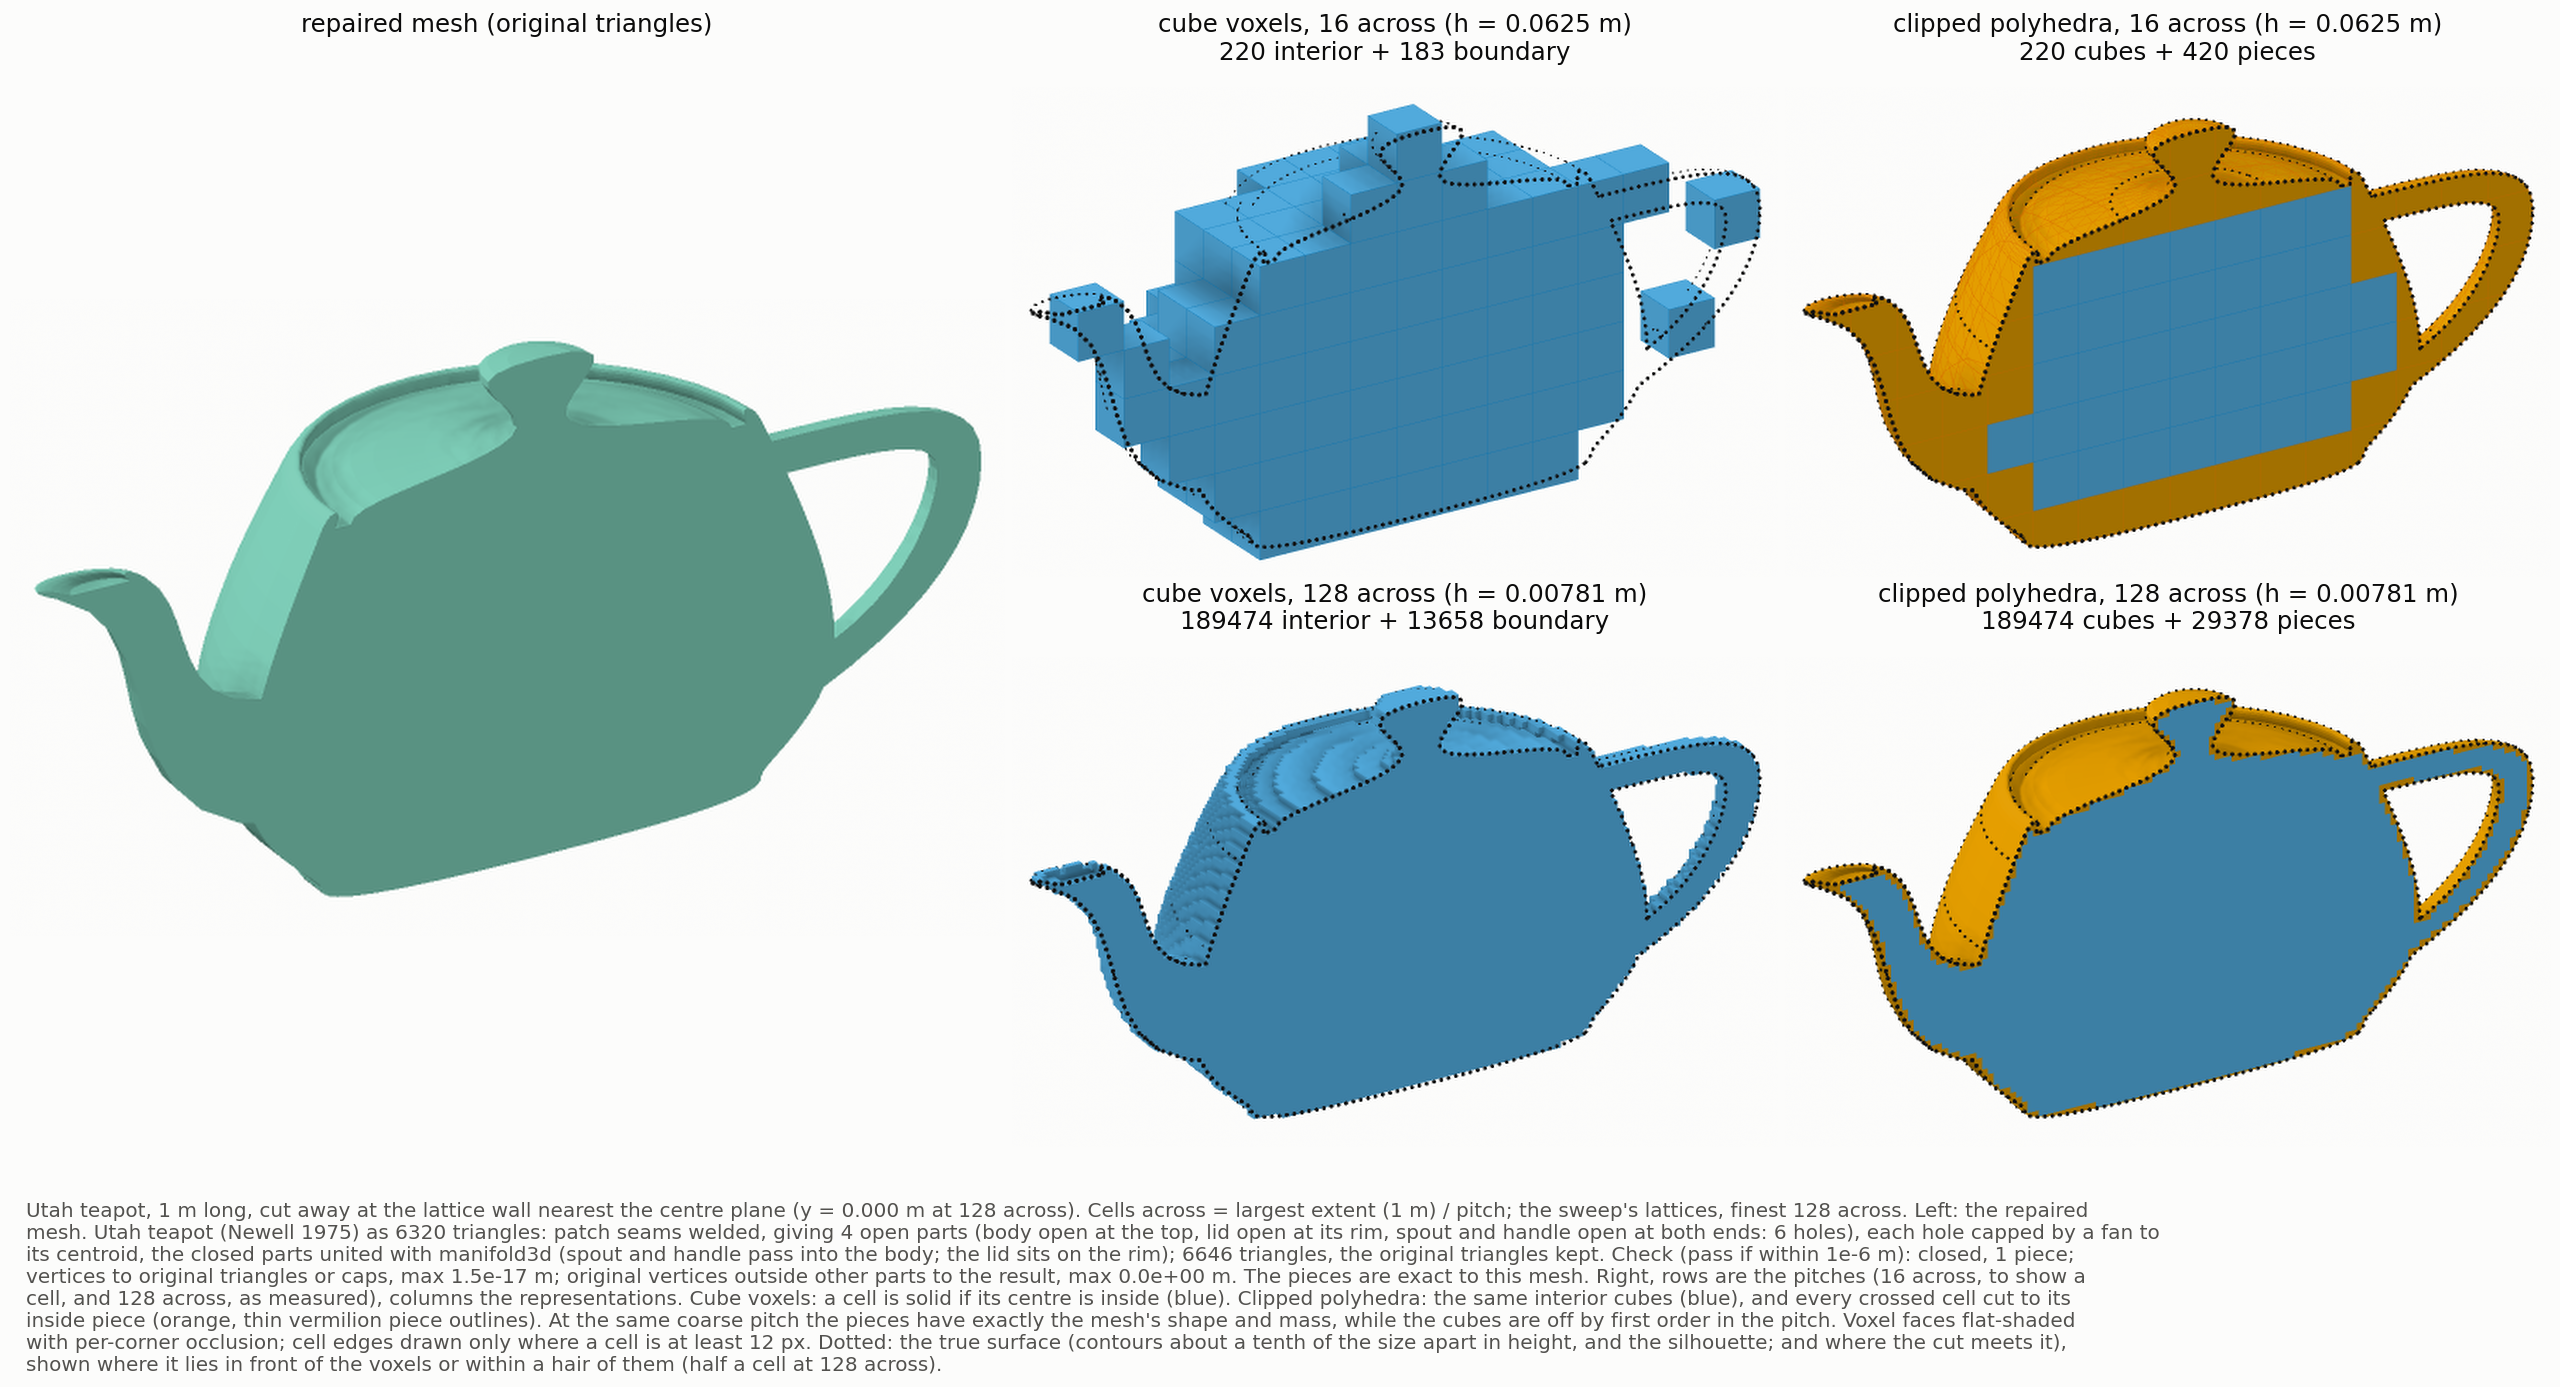 repaired mesh (original triangles)
cube voxels, 16 across (h = 0.0625 m)
220 interior + 183 boundary
clipped polyhedra, 16 across (h = 0.0625 m)
220 cubes + 420 pieces
cube voxels, 128 across (h = 0.00781 m)
189474 interior + 13658 boundary
clipped polyhedra, 128 across (h = 0.00781 m)
189474 cubes + 29378 pieces
Utah teapot, 1 m long, cut away at the lattice wall nearest the centre plane (y = 0.000 m at 128 across). Cells across = largest extent (1 m) / pitch; the sweep's lattices, finest 128 across. Left: the repaired
mesh. Utah teapot (Newell 1975) as 6320 triangles: patch seams welded, giving 4 open parts (body open at the top, lid open at its rim, spout and handle open at both ends: 6 holes), each hole capped by a fan to
its centroid, the closed parts united with manifold3d (spout and handle pass into the body; the lid sits on the rim); 6646 triangles, the original triangles kept. Check (pass if within 1e-6 m): closed, 1 piece;
vertices to original triangles or caps, max 1.5e-17 m; original vertices outside other parts to the result, max 0.0e+00 m. The pieces are exact to this mesh. Right, rows are the pitches (16 across, to show a
cell, and 128 across, as measured), columns the representations. Cube voxels: a cell is solid if its centre is inside (blue). Clipped polyhedra: the same interior cubes (blue), and every crossed cell cut to its
inside piece (orange, thin vermilion piece outlines). At the same coarse pitch the pieces have exactly the mesh's shape and mass, while the cubes are off by first order in the pitch. Voxel faces flat-shaded
with per-corner occlusion; cell edges drawn only where a cell is at least 12 px. Dotted: the true surface (contours about a tenth of the size apart in height, and the silhouette; and where the cut meets it),
shown where it lies in front of the voxels or within a hair of them (half a cell at 128 across).